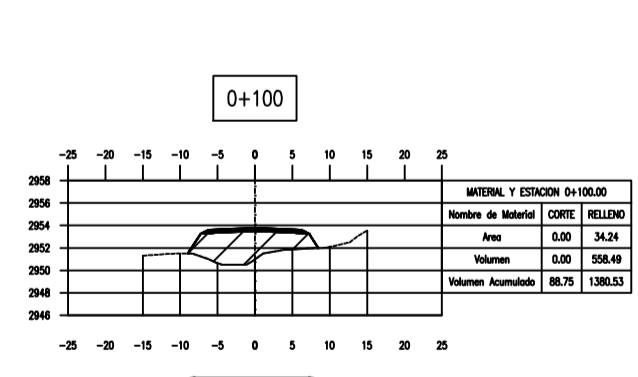 0+100
-25 -20 -15 -10 -5 0 5 10 15 20 25
2958
2956
2954
2952
2950
2948
2946
MATERIAL Y ESTACION 0+100.00
Nombre de Material CORTE RELLENO
Area 0.00 34.24
Volumen 0.00 558.49
Volumen Acumulado 88.75 1380.53
-25 -20 -15 -10 -5 0 5 10 15 20 25